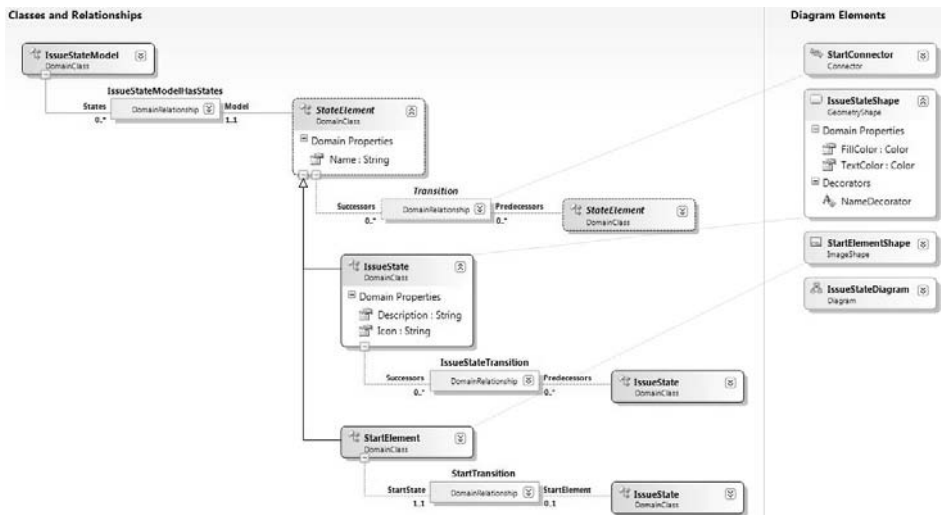 Classes and Relationships
Diagram Elements
IssueStateModel
DomainClass
IssueStateModelHasStates
States
DomainRelationship
Model
0..*
1..1
StateElement
DomainClass
Domain Properties
Name : String
Transition
Successors
DomainRelationship
Predecessors
0..*
0..*
StateElement
DomainClass
IssueState
DomainClass
Domain Properties
Description : String
Icon : String
IssueStateTransition
Successors
DomainRelationship
Predecessors
0..*
0..*
IssueState
DomainClass
StartElement
DomainClass
StartTransition
StartState
DomainRelationship
StartElement
1..1
0..1
IssueState
DomainClass
StartConnector
Connector
IssueStateShape
GeometryShape
Domain Properties
FillColor : Color
TextColor : Color
Decorators
NameDecorator
StartElementShape
ImageShape
IssueStateDiagram
Diagram